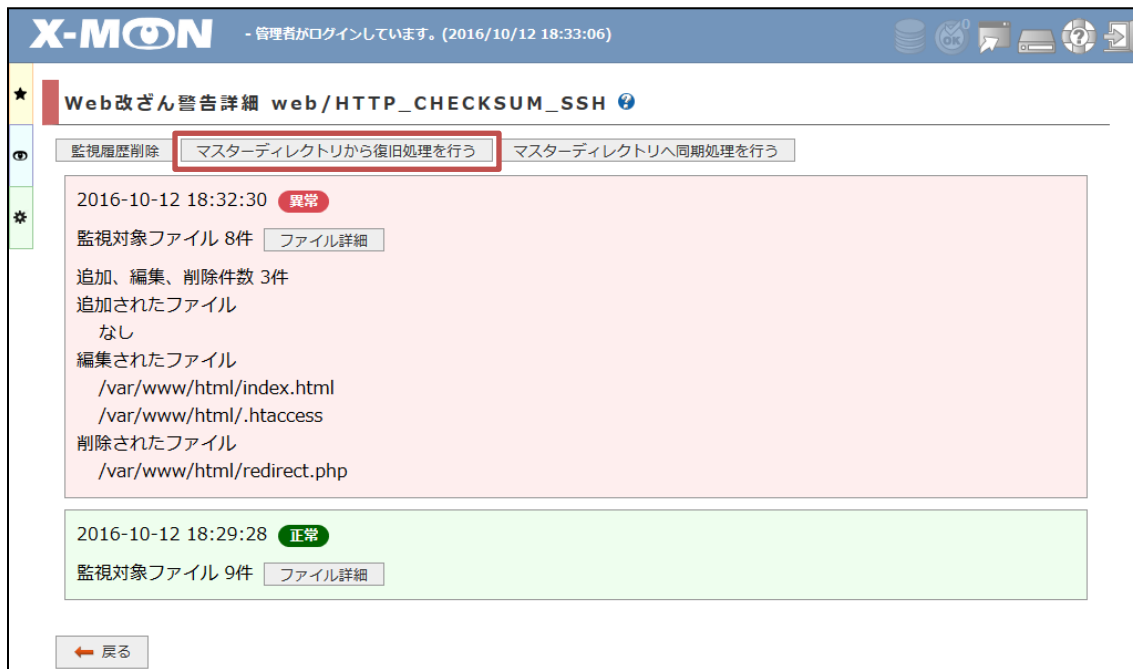 X-MON - 管理者がログインしています。(2016/10/12 18:33:06)
OK 0
Web改ざん警告詳細 web/HTTP_CHECKSUM_SSH ?
監視履歴削除 マスターディレクトリから復旧処理を行う マスターディレクトリへ同期処理を行う
2016-10-12 18:32:30 異常
監視対象ファイル 8件 ファイル詳細
追加、編集、削除件数 3件
追加されたファイル
なし
編集されたファイル
/var/www/html/index.html
/var/www/html/.htaccess
削除されたファイル
/var/www/html/redirect.php
2016-10-12 18:29:28 正常
監視対象ファイル 9件 ファイル詳細
戻る